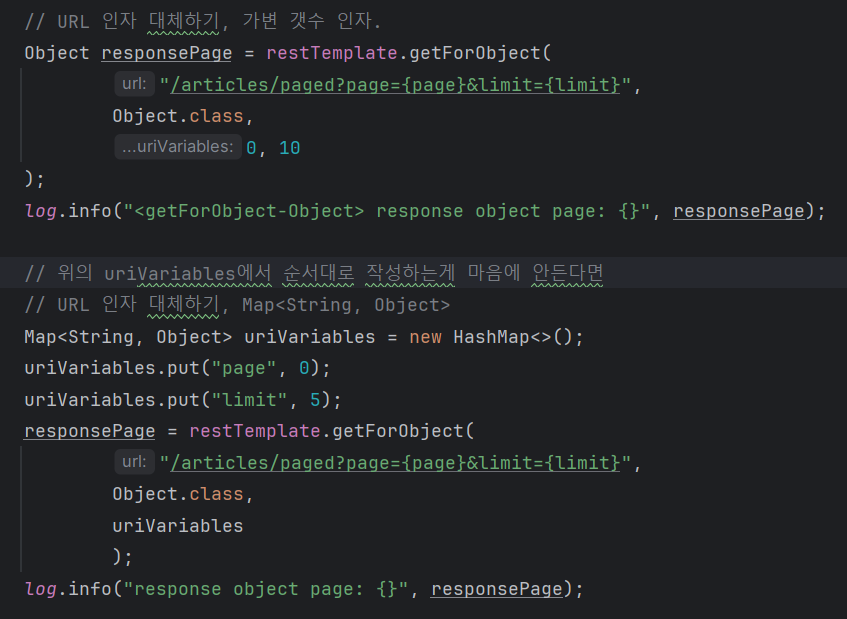 // URL 인자 대체하기, 가변 갯수 인자.
Object responsePage = restTemplate.getForObject(
url: "/articles/paged?page={page}&limit={limit}",
Object.class,
...uriVariables: 0, 10
);
log.info("<getForObject-Object> response object page: {}", responsePage);
// 위의 uriVariables에서 순서대로 작성하는게 마음에 안든다면
// URL 인자 대체하기, Map<String, Object>
Map<String, Object> uriVariables = new HashMap<>();
uriVariables.put("page", 0);
uriVariables.put("limit", 5);
responsePage = restTemplate.getForObject(
url: "/articles/paged?page={page}&limit={limit}",
Object.class,
uriVariables
);
log.info("response object page: {}", responsePage);